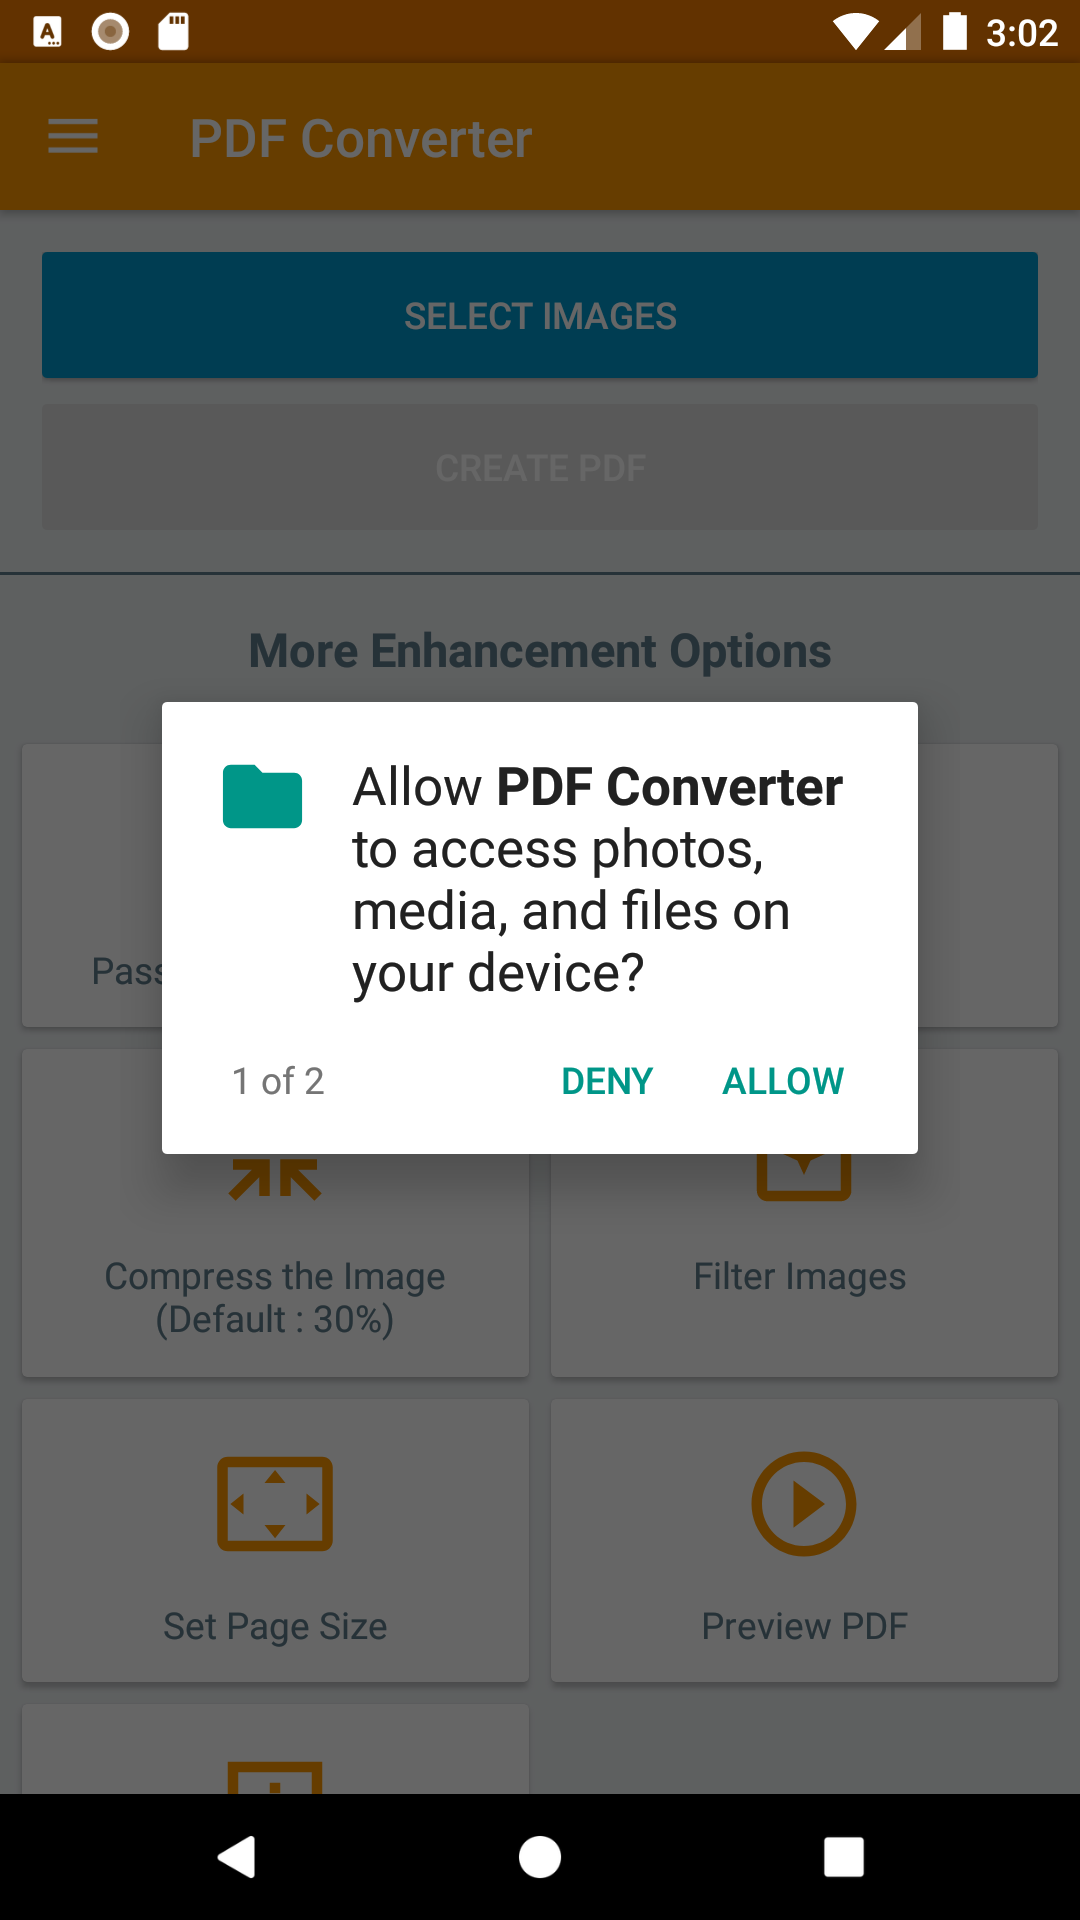 3:02
PDF Converter
SELECT IMAGES
CREATE PDF
More Enhancement Options
Allow PDF Converter
to access photos,
media, and files on
your device?
1 of 2
DENY
ALLOW
Compress the Image
(Default : 30%)
Filter Images
Set Page Size
Preview PDF